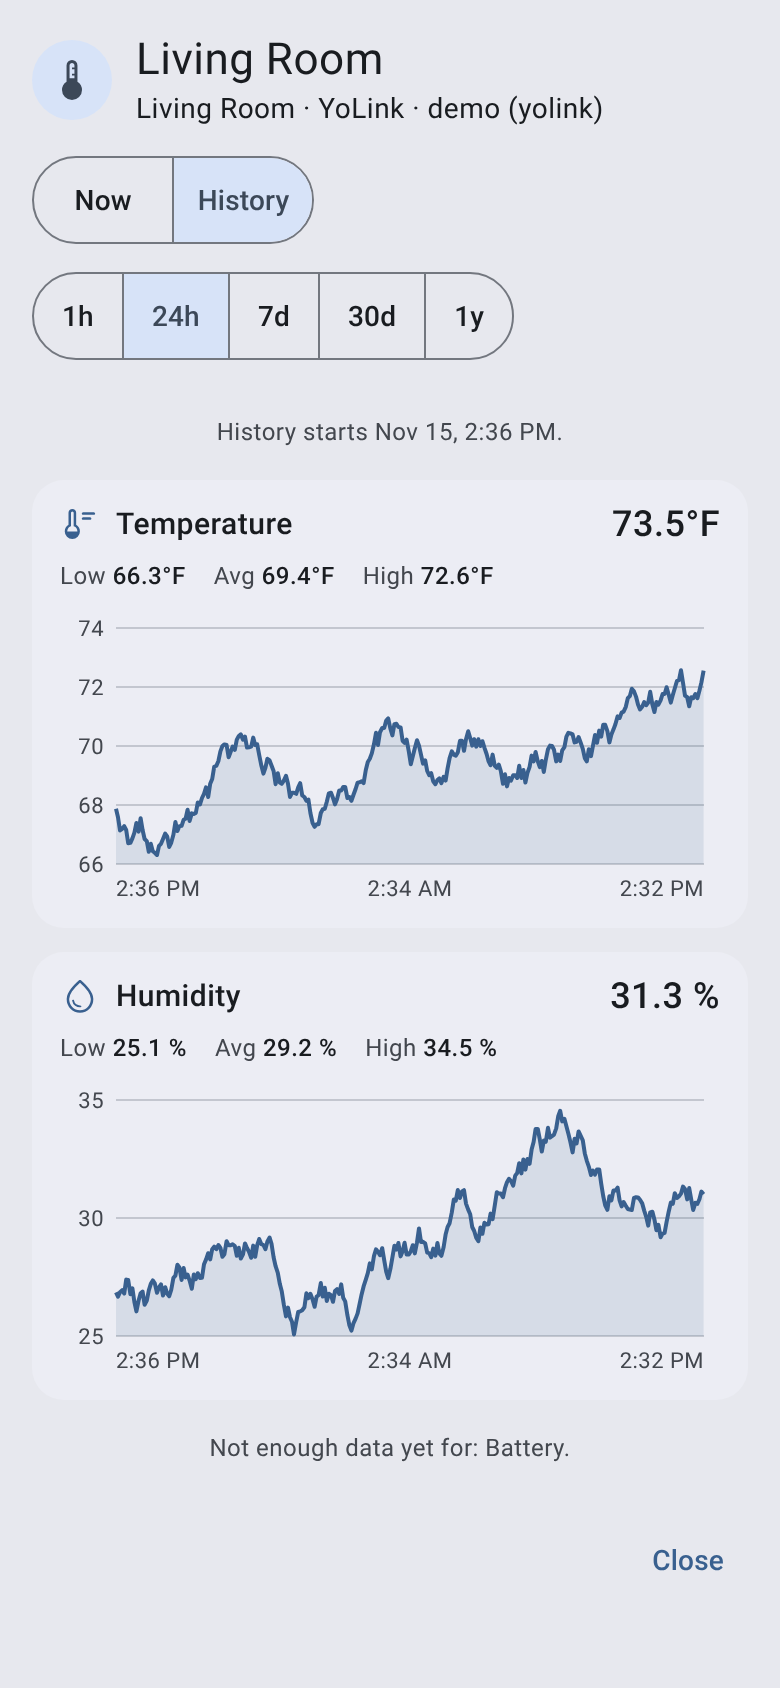 Living Room
Living Room · YoLink · demo (yolink)
Now History
1h 24h 7d 30d 1y
History starts Nov 15, 2:36 PM.
Temperature 73.5°F
Low 66.3°F Avg 69.4°F High 72.6°F
74
72
70
68
66
2:36 PM 2:34 AM 2:32 PM
Humidity 31.3 %
Low 25.1 % Avg 29.2 % High 34.5 %
35
30
25
2:36 PM 2:34 AM 2:32 PM
Not enough data yet for: Battery.
Close